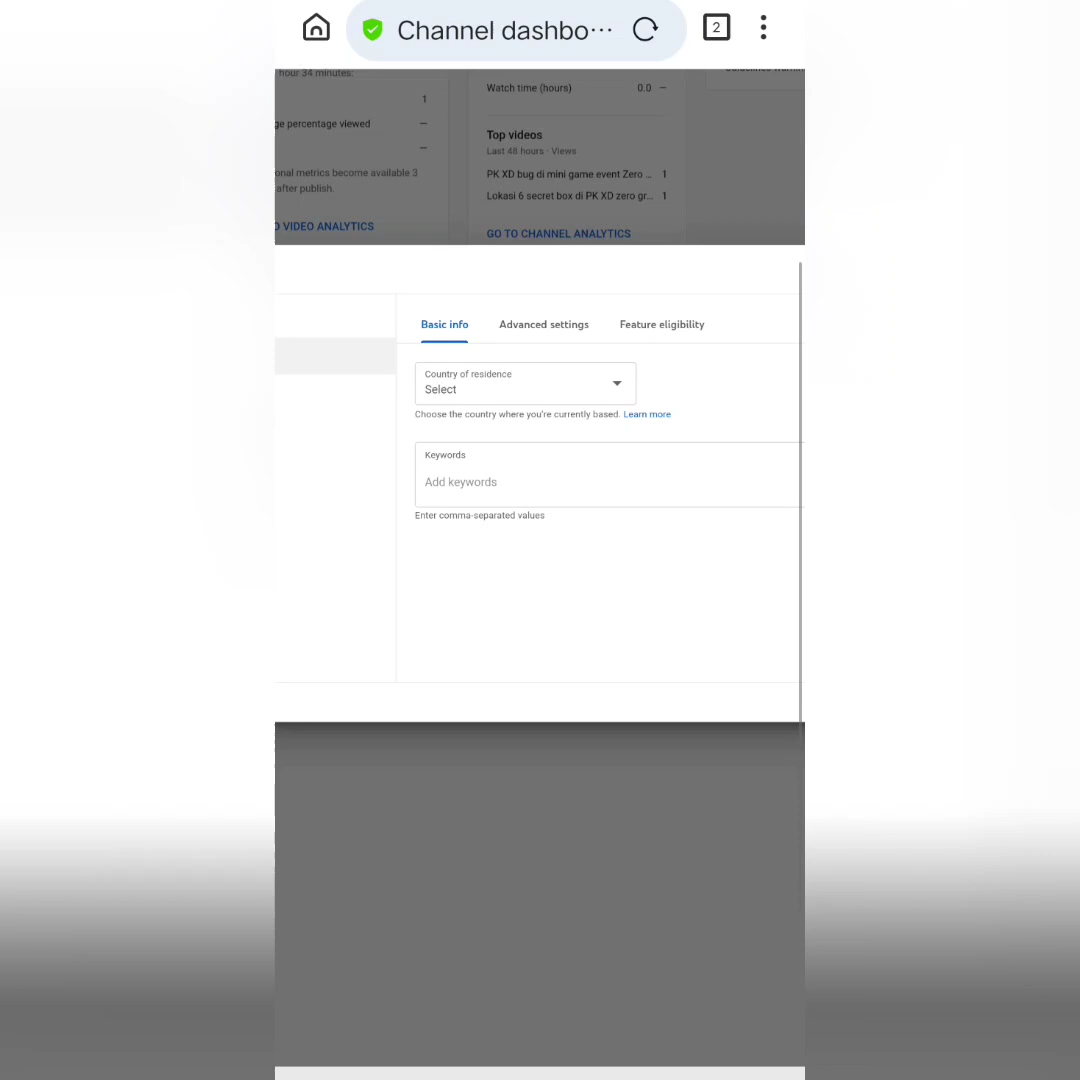 Channel dashbo···
2
hour 34 minutes:
1
ge percentage viewed
—
—
onal metrics become available 3
after publish.
O VIDEO ANALYTICS
Watch time (hours) 0.0 —
Top videos
Last 48 hours · Views
PK XD bug di mini game event Zero ... 1
Lokasi 6 secret box di PK XD zero gr... 1
GO TO CHANNEL ANALYTICS
Basic info Advanced settings Feature eligibility
Country of residence
Select
Choose the country where you're currently based. Learn more
Keywords
Add keywords
Enter comma-separated values